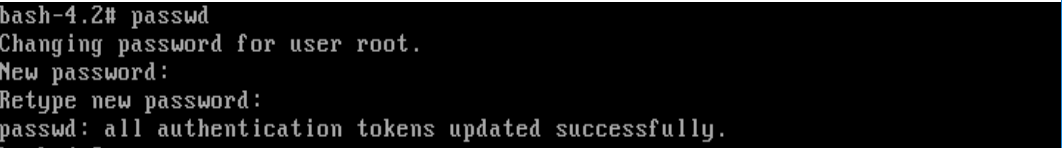 bash-4.2# passwd
Changing password for user root.
New password:
Retype new password:
passwd: all authentication tokens updated successfully.